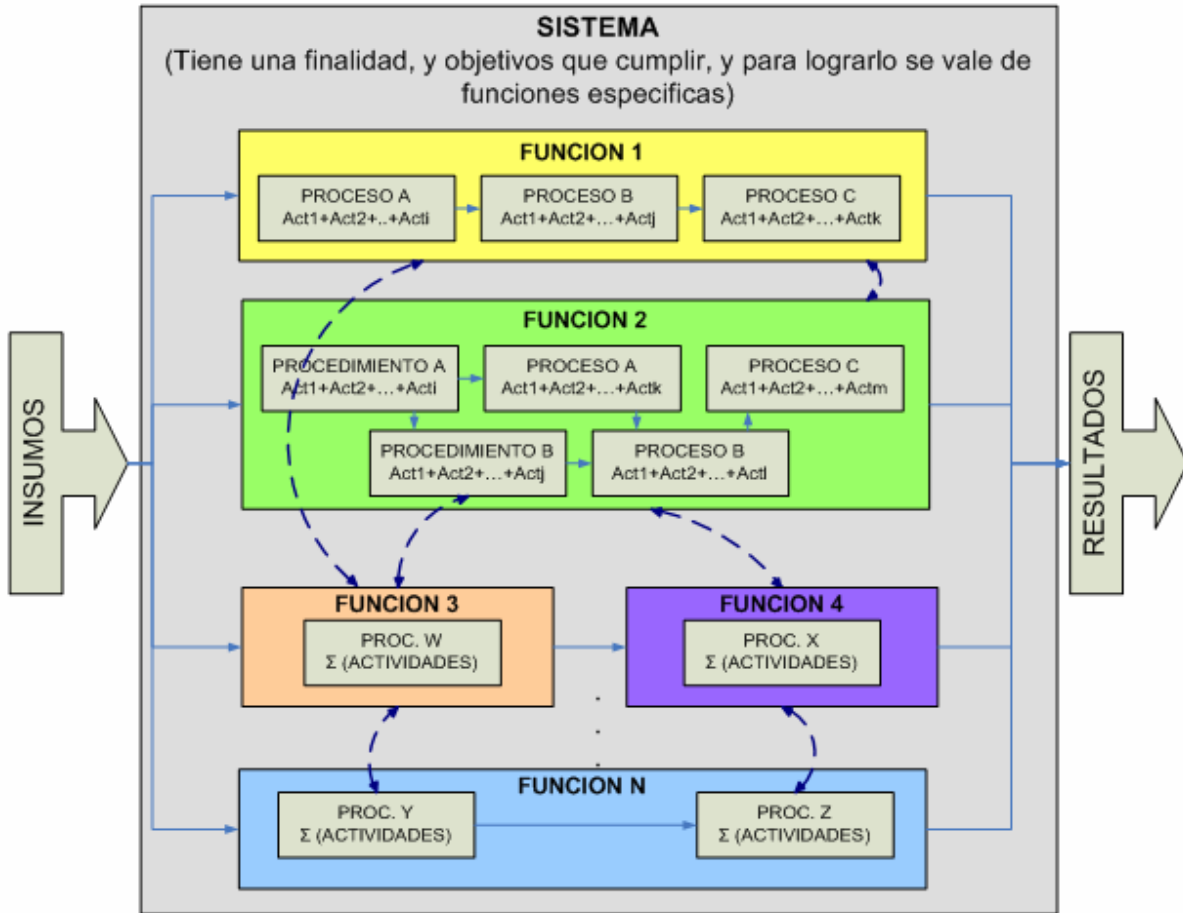 SISTEMA
(Tiene una finalidad, y objetivos que cumplir, y para lograrlo se vale de
funciones especificas)
INSUMOS
FUNCION 1
PROCESO A
Act1+Act2+..+Acti
PROCESO B
Act1+Act2+...+Actj
PROCESO C
Act1+Act2+...+Actk
FUNCION 2
PROCEDIMIENTO A
Act1+Act2+...+Acti
PROCESO A
Act1+Act2+...+Actk
PROCESO C
Act1+Act2+...+Actm
PROCEDIMIENTO B
Act1+Act2+...+Actj
PROCESO B
Act1+Act2+...+Actl
FUNCION 3
PROC. W
Σ (ACTIVIDADES)
FUNCION 4
PROC. X
Σ (ACTIVIDADES)
FUNCION N
PROC. Y
Σ (ACTIVIDADES)
PROC. Z
Σ (ACTIVIDADES)
RESULTADOS